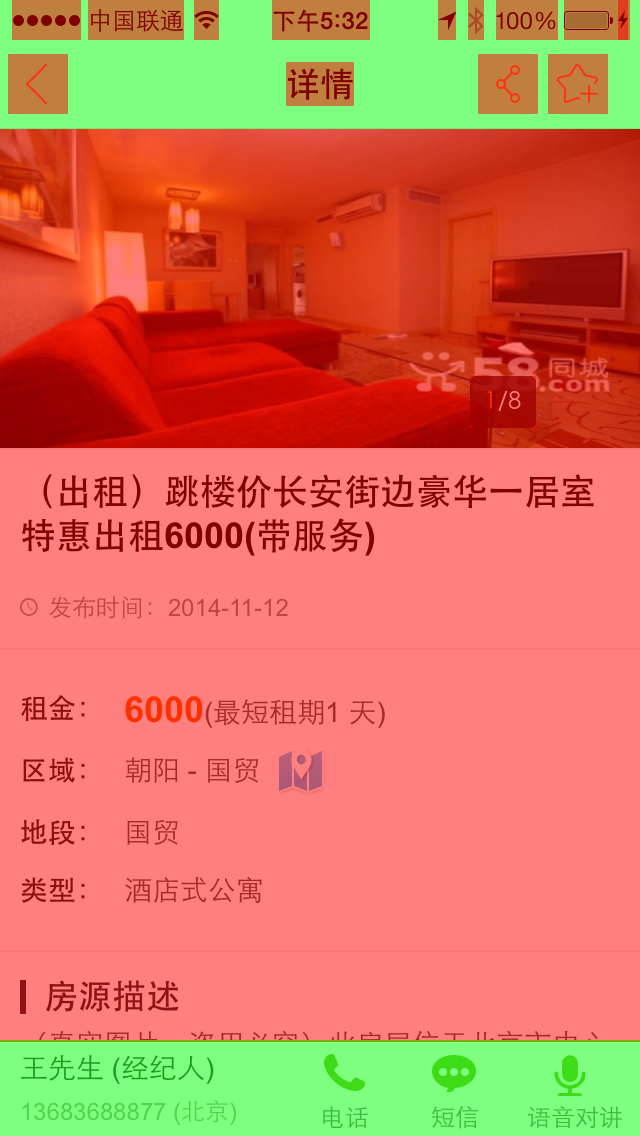 中国联通 下午5:32 100%
详情
58同城
.com
1/8
（出租）跳楼价长安街边豪华一居室
特惠出租6000(带服务)
发布时间： 2014-11-12
租金： 6000(最短租期1 天)
区域： 朝阳 - 国贸
地段： 国贸
类型： 酒店式公寓
房源描述
王先生 (经纪人)
13683688877 (北京)
电话 短信 语音对讲